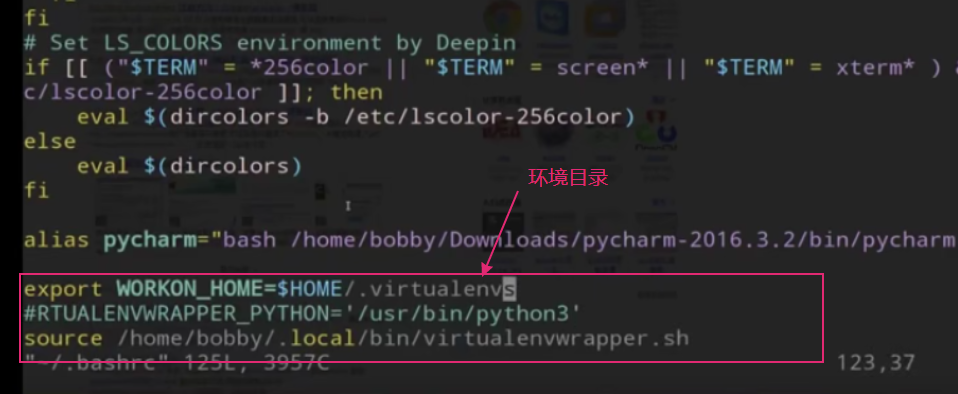 fi
# Set LS_COLORS environment by Deepin
if [[ ("$TERM" = *256color || "$TERM" = screen* || "$TERM" = xterm* )
c/lscolor-256color ]]; then
    eval $(dircolors -b /etc/lscolor-256color)
else
    eval $(dircolors)
fi
环境目录
alias pycharm="bash /home/bobby/Downloads/pycharm-2016.3.2/bin/pycharm
export WORKON_HOME=$HOME/.virtualenvs
#RTUALENVWRAPPER_PYTHON='/usr/bin/python3'
source /home/bobby/.local/bin/virtualenvwrapper.sh
"~/.bashrc" 125L, 3957C 123,37